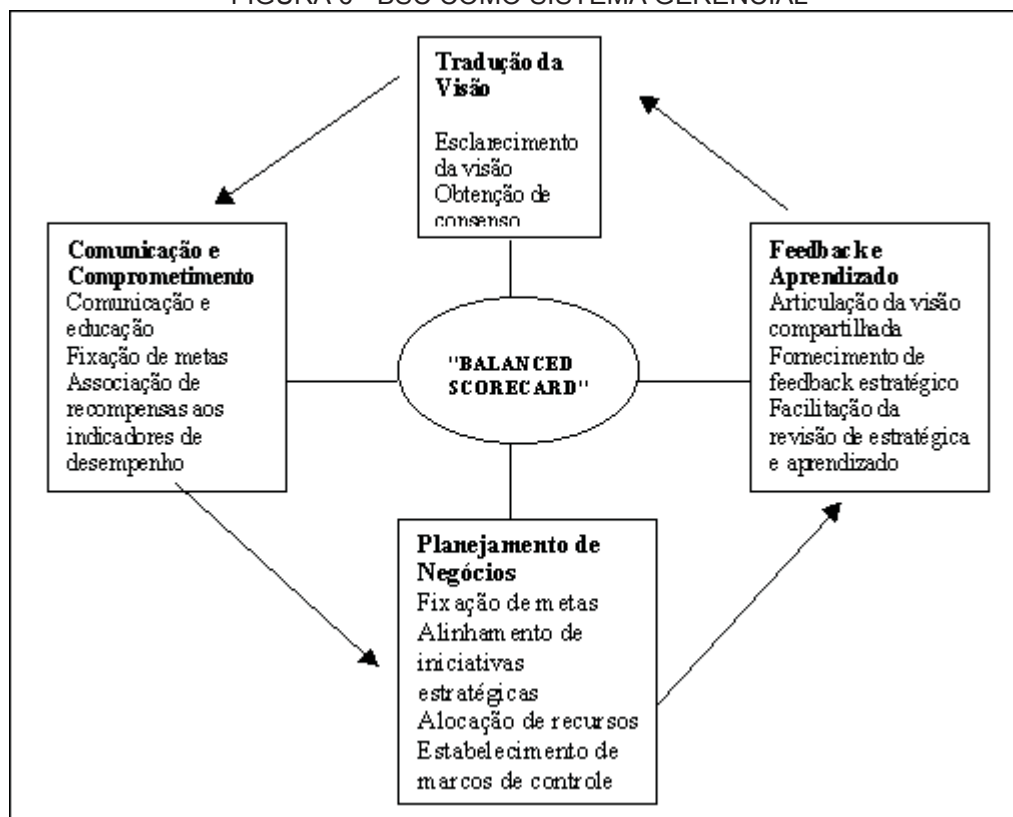 Tradução da
Visão
Esclarecimento
da visão
Obtenção de
consenso
Comunicação e
Comprometimento
Comunicação e
educação
Fixação de metas
Associação de
recompensas aos
indicadores de
desempenho
"BALANCED
SCORECARD"
Feedback e
Aprendizado
Articulação da visão
compartilhada
Fornecimento de
feedback estratégico
Facilitação da
revisão de estratégica
e aprendizado
Planejamento de
Negócios
Fixação de metas
Alinhamento de
iniciativas
estratégicas
Alocação de recursos
Estabelecimento de
marcos de controle